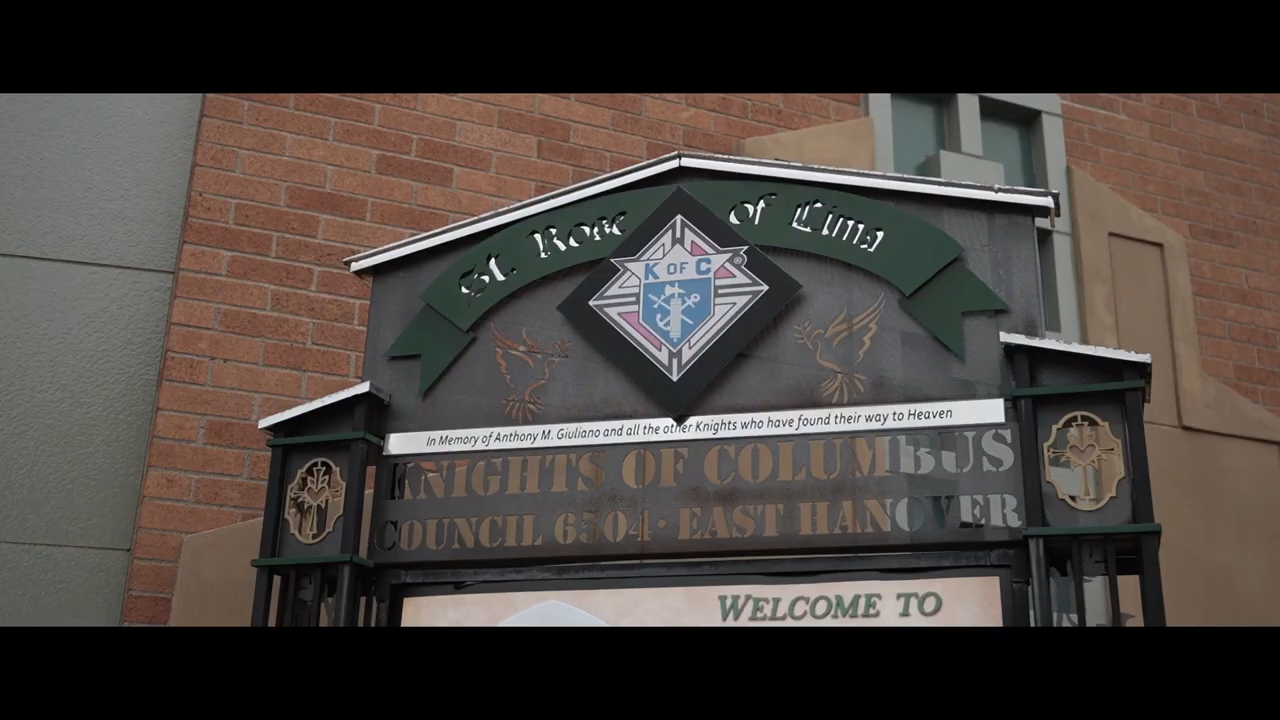 St. Rose of Lima
K OF C
®
In Memory of Anthony M. Giuliano and all the other Knights who have found their way to Heaven
KNIGHTS OF COLUMBUS
COUNCIL 6504 · EAST HANOVER
WELCOME TO